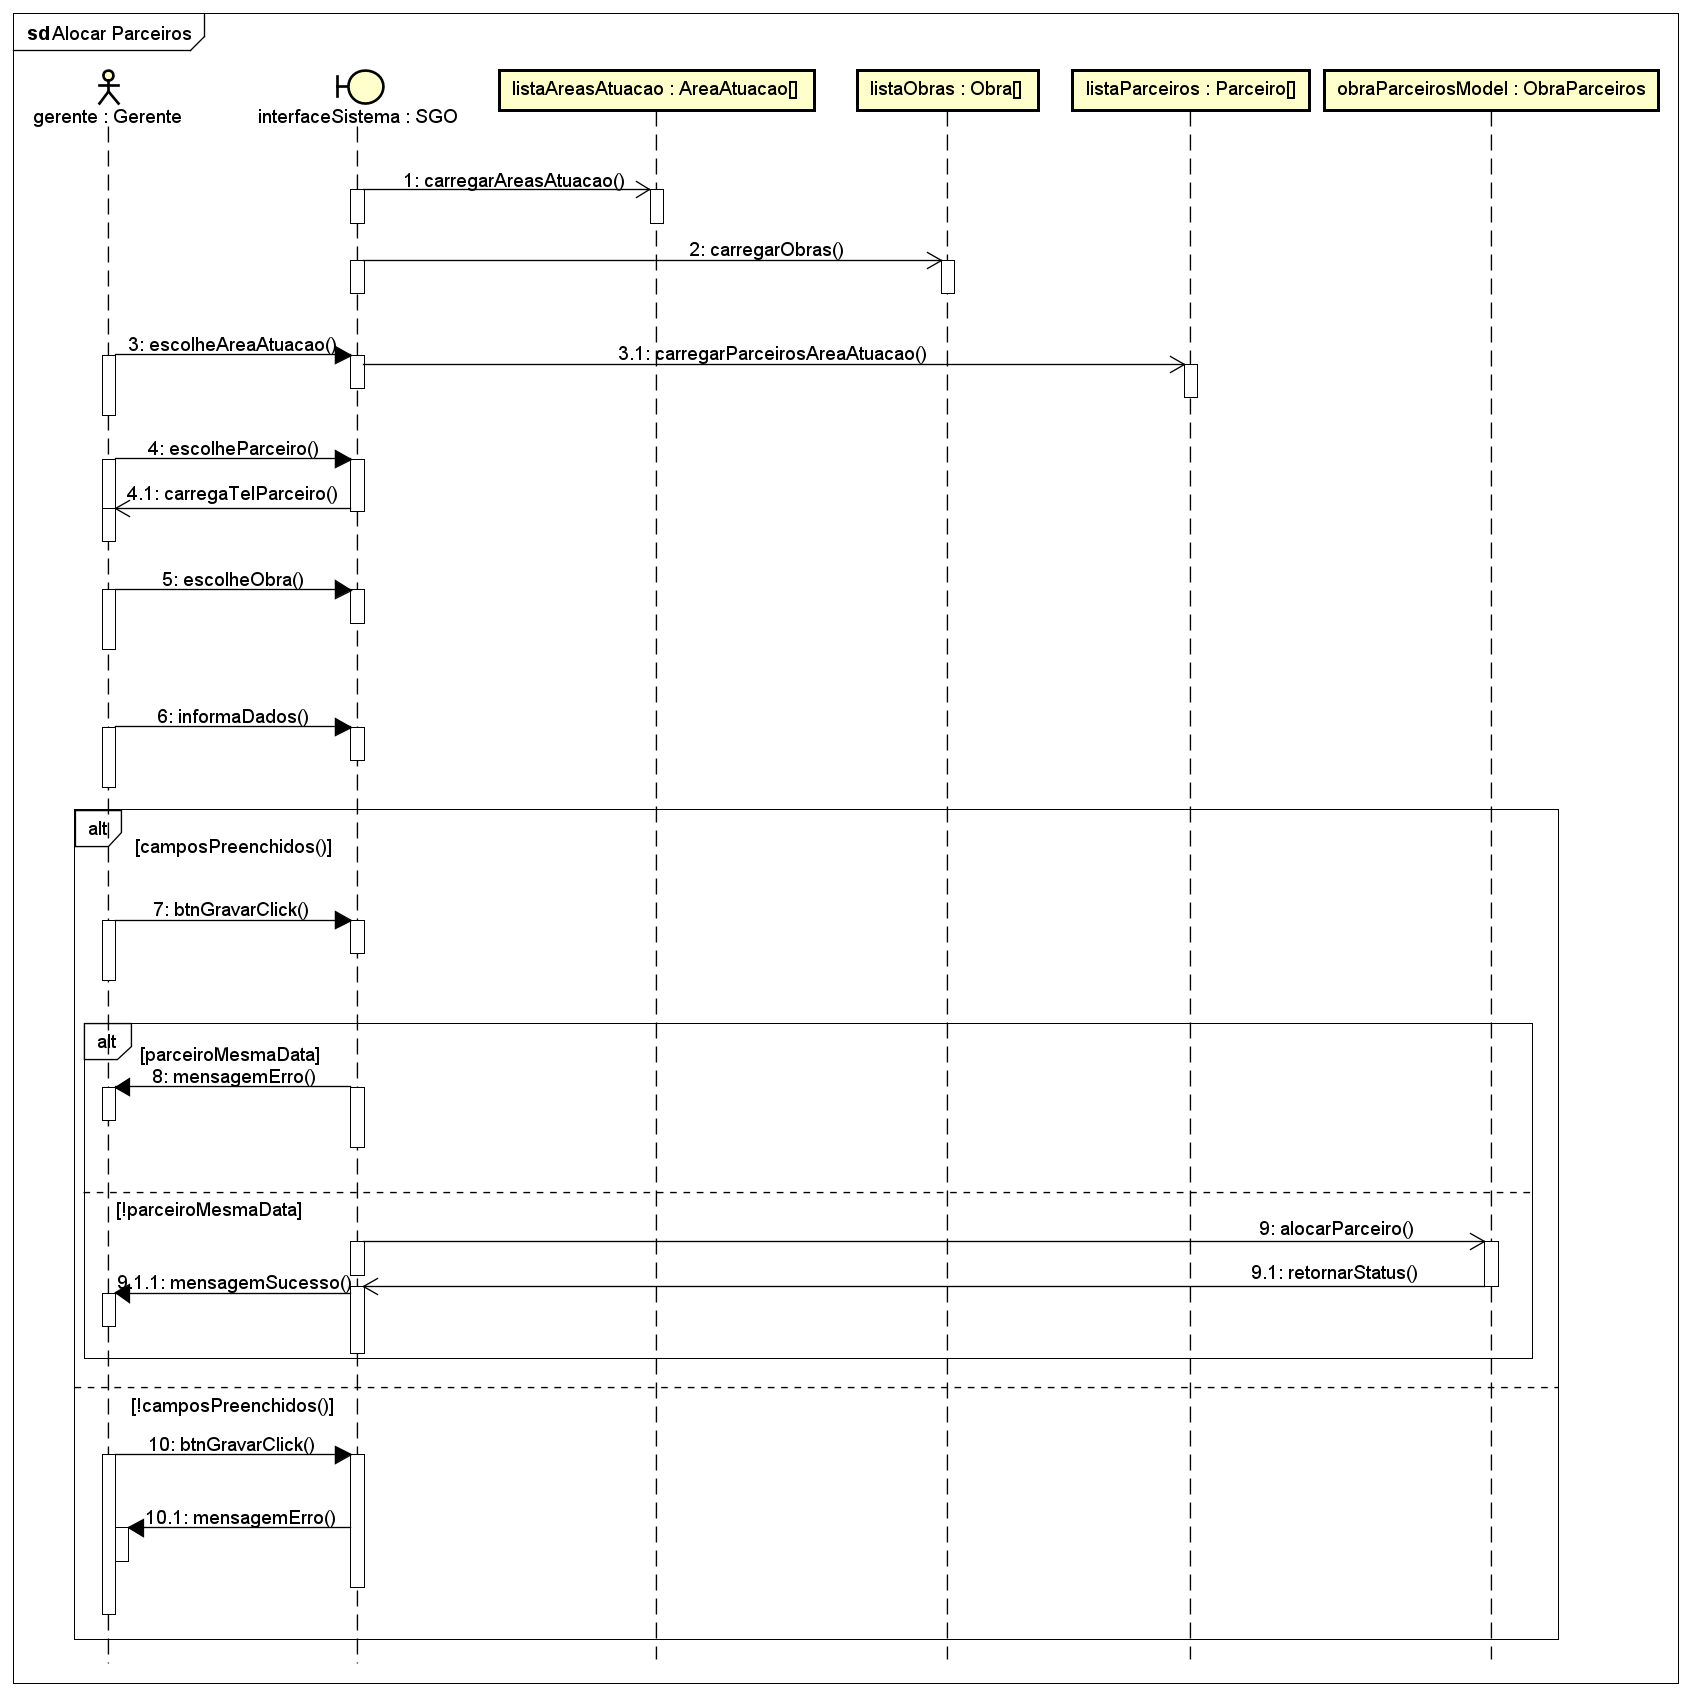 sd Alocar Parceiros
gerente : Gerente
interfaceSistema : SGO
listaAreasAtuacao : AreaAtuacao[]
listaObras : Obra[]
listaParceiros : Parceiro[]
obraParceirosModel : ObraParceiros
1: carregarAreasAtuacao()
2: carregarObras()
3: escolheAreaAtuacao()
3.1: carregarParceirosAreaAtuacao()
4: escolheParceiro()
4.1: carregaTelParceiro()
5: escolheObra()
6: informaDados()
alt
[camposPreenchidos()]
7: btnGravarClick()
alt
[parceiroMesmaData]
8: mensagemErro()
[!parceiroMesmaData]
9: alocarParceiro()
9.1: retornarStatus()
9.1.1: mensagemSucesso()
[!camposPreenchidos()]
10: btnGravarClick()
10.1: mensagemErro()